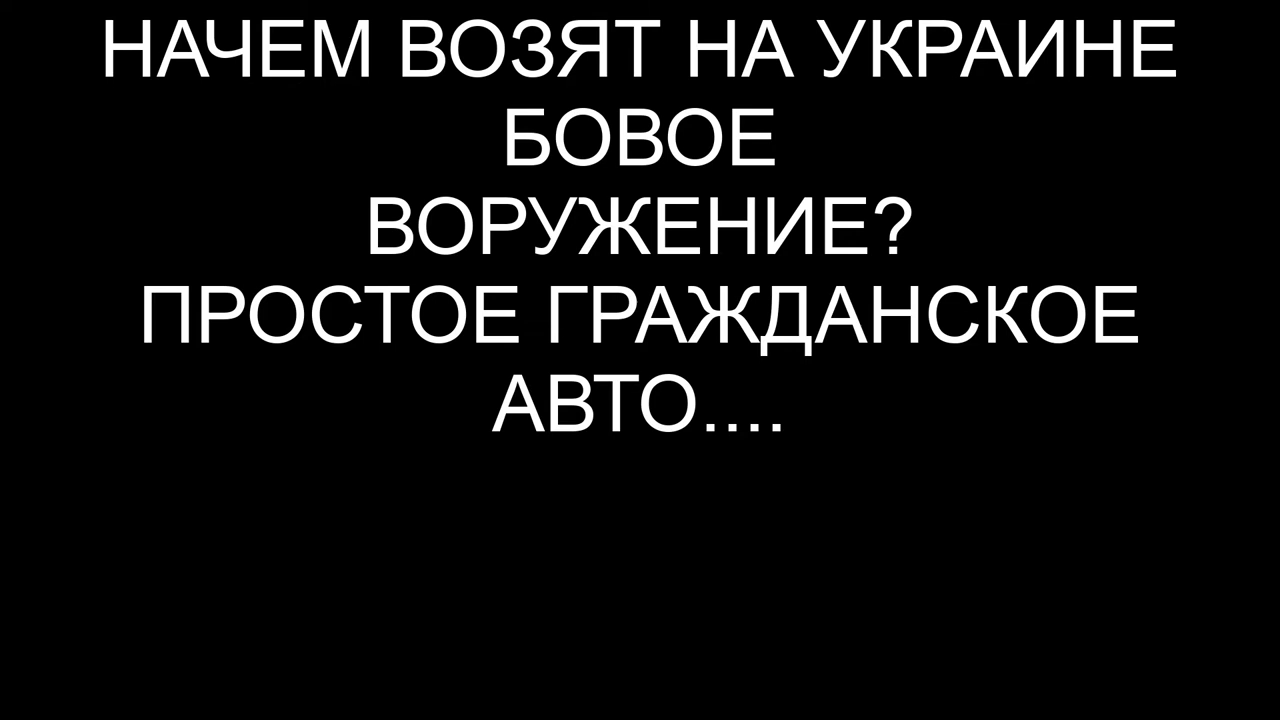 НАЧЕМ ВОЗЯТ НА УКРАИНЕ
БОВОЕ
ВОРУЖЕНИЕ?
ПРОСТОЕ ГРАЖДАНСКОЕ
АВТО....